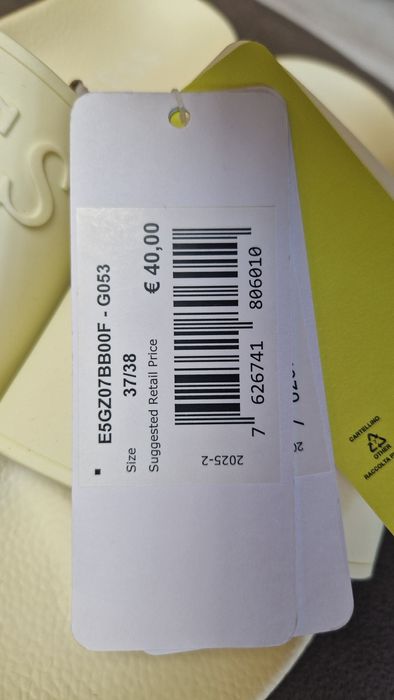 E5GZ07BB00F - G053
Size 37/38
Suggested Retail Price € 40,00
7 626741 806010
2025-2
CARTELLINO
OTHER
RACCOLTA